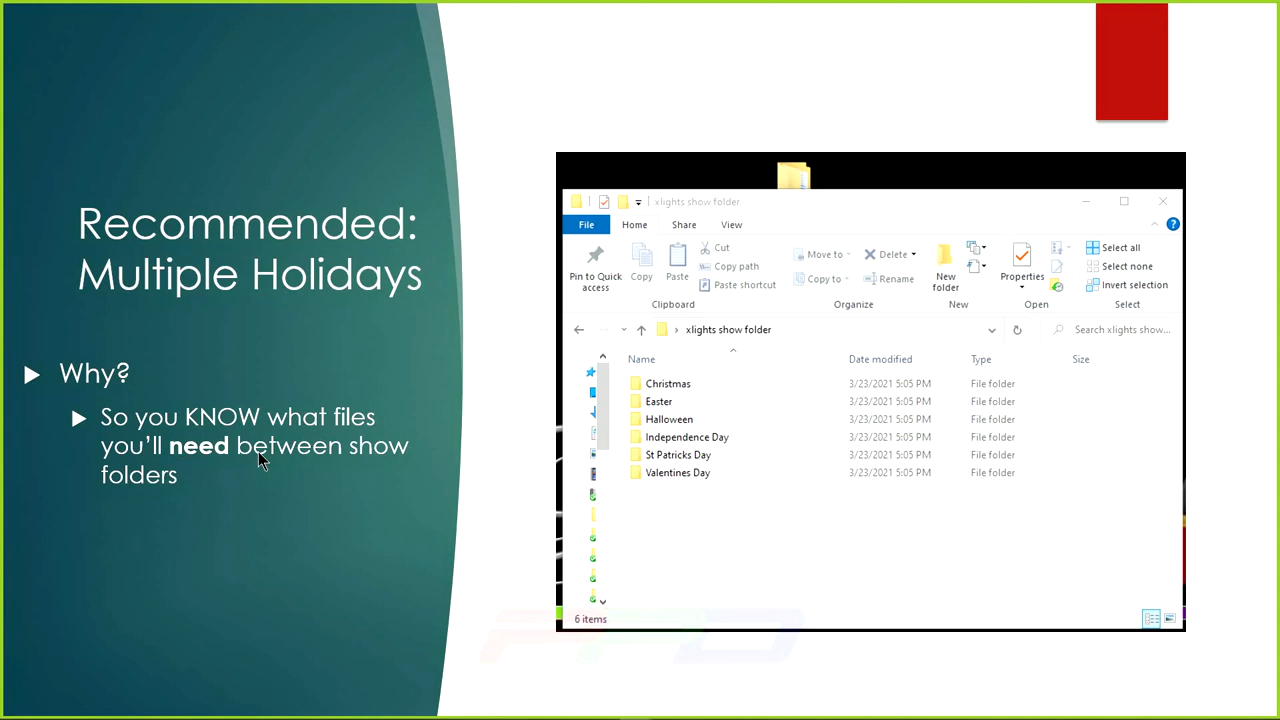 Recommended:
Multiple Holidays
Why?
So you KNOW what files
you'll need between show
folders
xlights show folder
File Home Share View
Pin to Quick
access
Copy
Paste
Cut
Copy path
Paste shortcut
Clipboard
Move to
Copy to
Delete
Rename
Organize
New
folder
New
Properties
Open
Select all
Select none
Invert selection
Select
xlights show folder
Search xlights show...
Name Date modified Type Size
Christmas 3/23/2021 5:05 PM File folder
Easter 3/23/2021 5:05 PM File folder
Halloween 3/23/2021 5:05 PM File folder
Independence Day 3/23/2021 5:05 PM File folder
St Patricks Day 3/23/2021 5:05 PM File folder
Valentines Day 3/23/2021 5:05 PM File folder
6 items